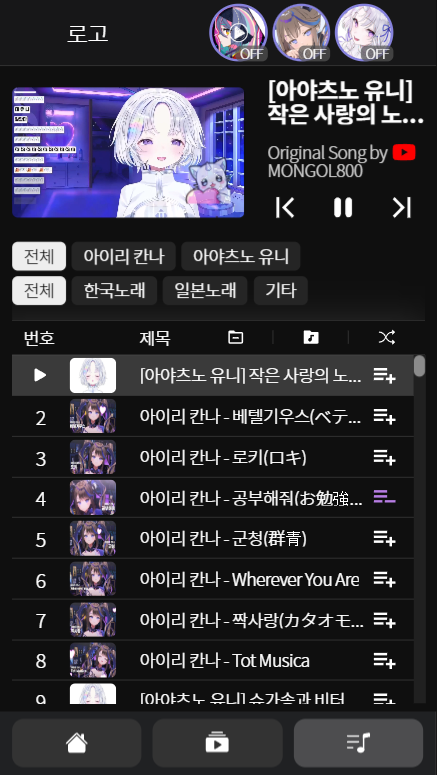 로고
OFF
OFF
OFF
[아야츠노 유니]
작은 사랑의 노...
Original Song by
MONGOL800
전체
아이리 칸나
아야츠노 유니
전체
한국노래
일본노래
기타
번호
제목
[아야츠노 유니] 작은 사랑의 노...
2
아이리 칸나 - 베텔기우스(ベテ...
3
아이리 칸나 - 로키(ロキ)
4
아이리 칸나 - 공부해줘(お勉強...
5
아이리 칸나 - 군청(群青)
6
아이리 칸나 - Wherever You Are
7
아이리 칸나 - 짝사랑(カタオモ...
8
아이리 칸나 - Tot Musica
9
[아야츠노 유니] 슈가송과 비터